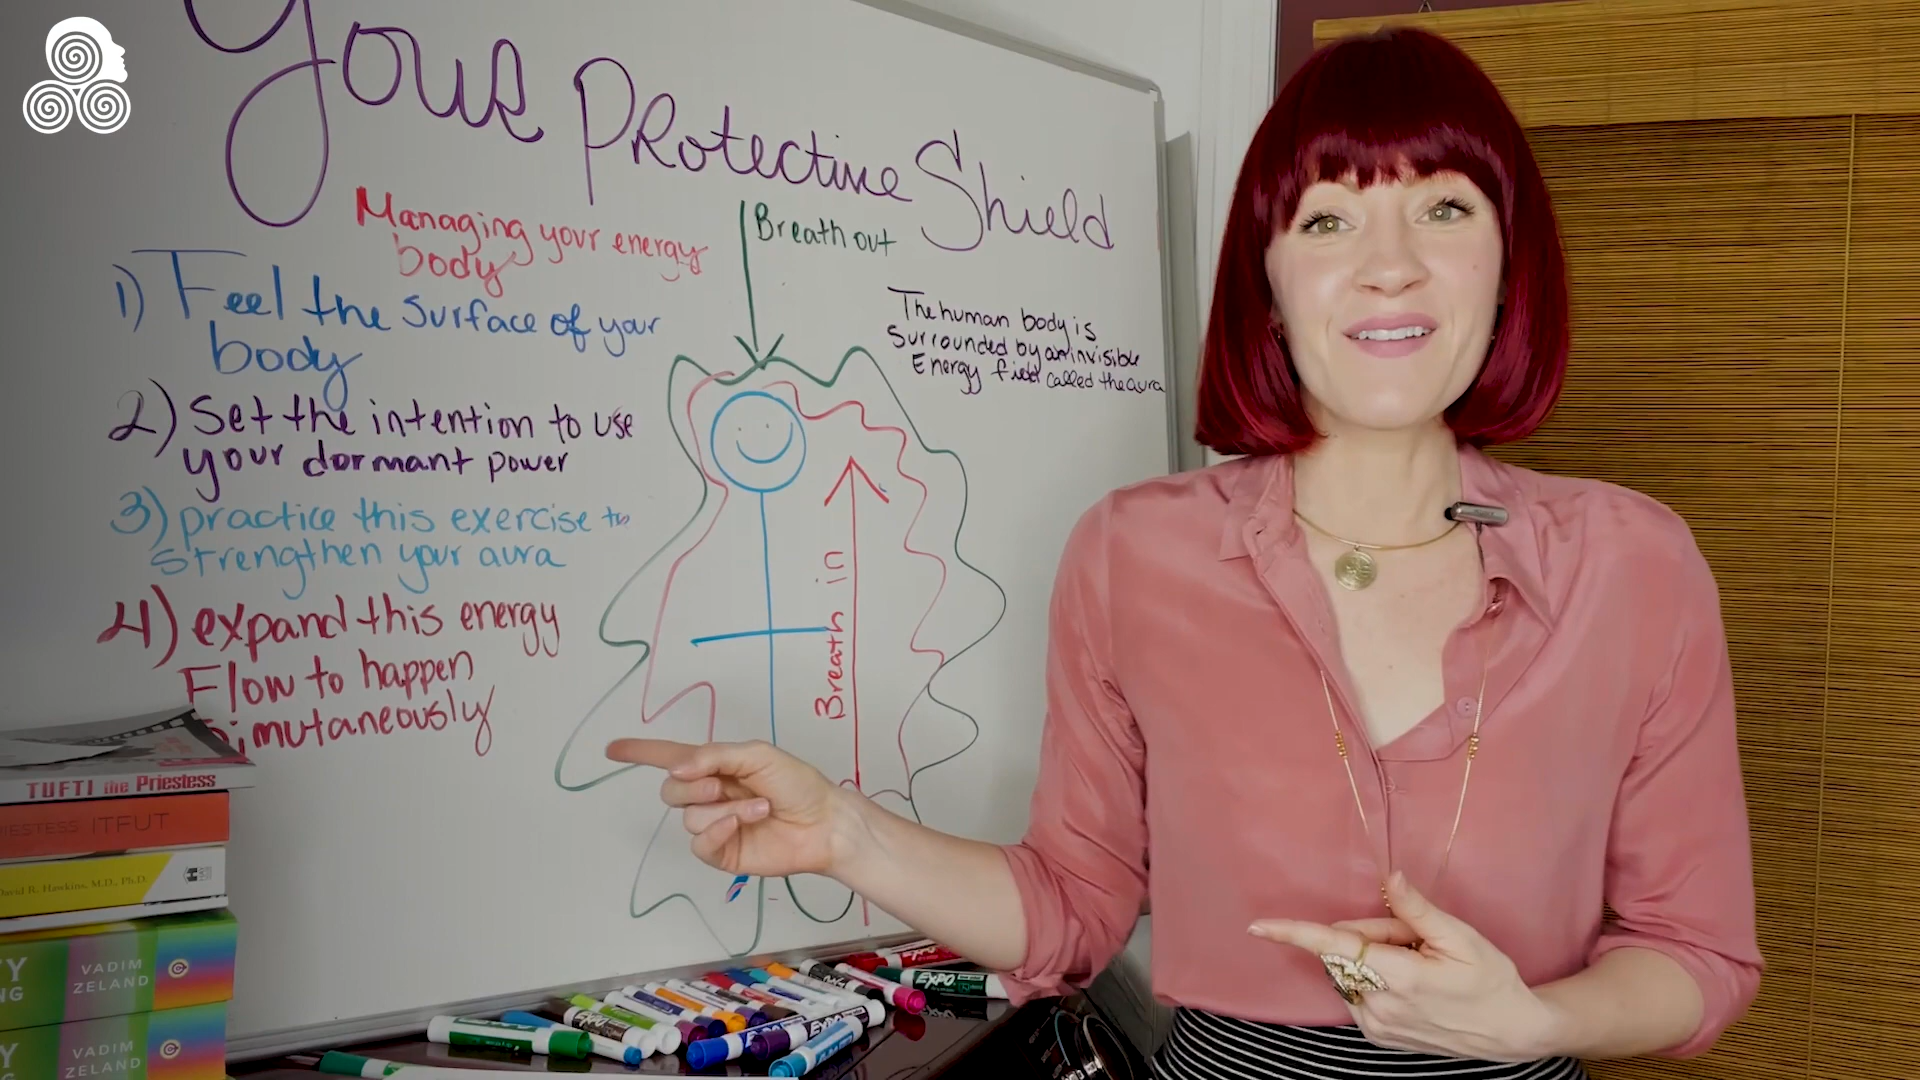 Your Protective Shield
Managing your energy
body
Breath out
1) Feel the surface of your
body
2) Set the intention to use
your dormant power
3) practice this exercise to
strengthen your aura
4) expand this energy
Flow to happen
Simutaneously
The human body is
Surrounded by an invisible
Energy field called the aura
Breath in
TUFTI the Priestess
ITFUT
David R. Hawkins, M.D., Ph.D.
VADIM
ZELAND
VADIM
ZELAND
EXPO
EXPO
EXPO